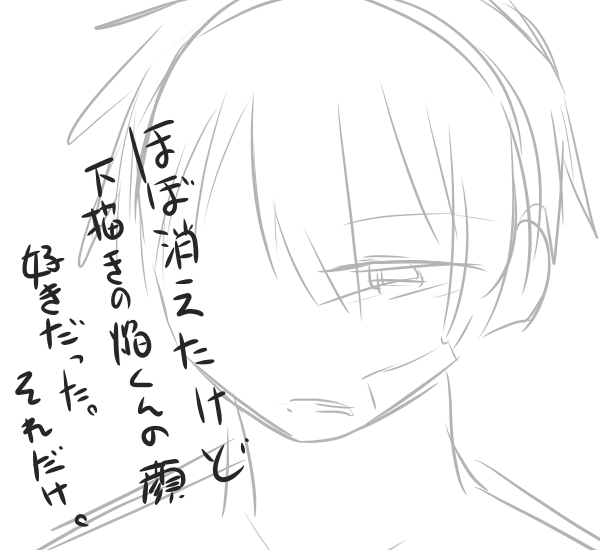 ほぼ消えたけど
下描きの焔くんの顔
好きだった。
それだけ。